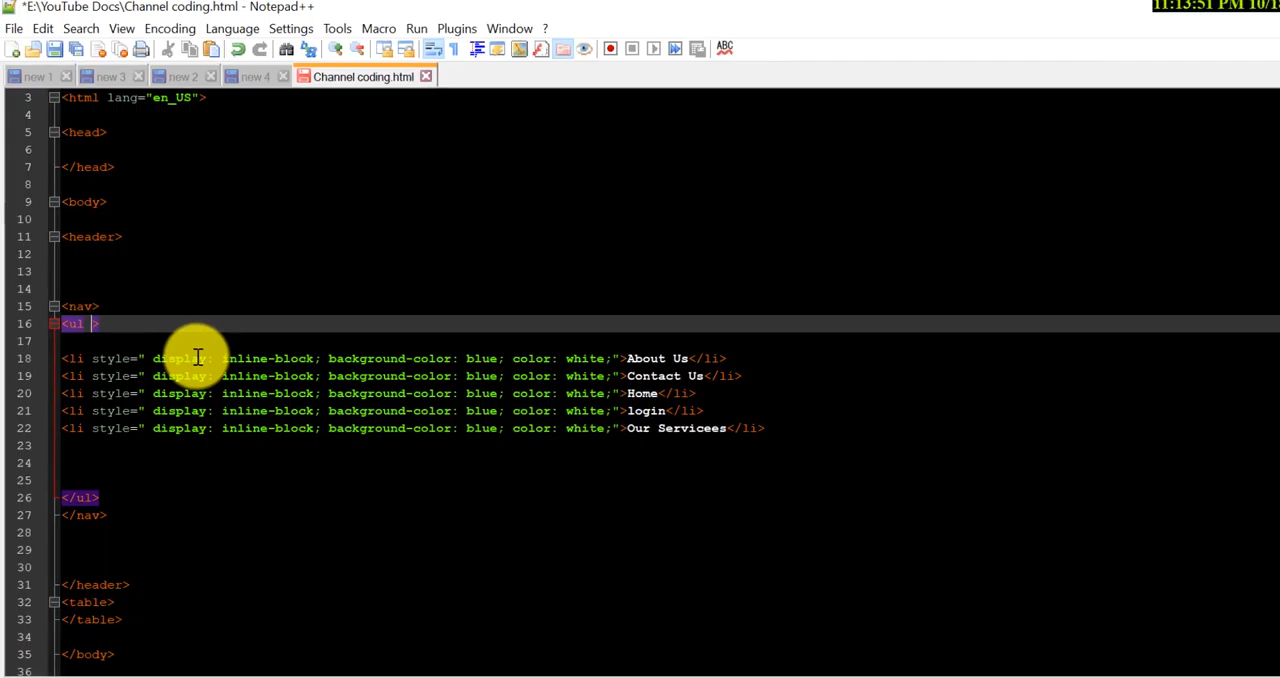 *E:\YouTube Docs\Channel coding.html - Notepad++
11:13:51 PM 10/1
File Edit Search View Encoding Language Settings Tools Macro Run Plugins Window ?
ABC
new 1 new 3 new 2 new 4 Channel coding.html
3 <html lang="en_US">
4
5 <head>
6
7 </head>
8
9 <body>
10
11 <header>
12
13
14
15 <nav>
16 <ul >
17
18 <li style=" display: inline-block; background-color: blue; color: white;">About Us</li>
19 <li style=" display: inline-block; background-color: blue; color: white;">Contact Us</li>
20 <li style=" display: inline-block; background-color: blue; color: white;">Home</li>
21 <li style=" display: inline-block; background-color: blue; color: white;">login</li>
22 <li style=" display: inline-block; background-color: blue; color: white;">Our Servicees</li>
23
24
25
26 </ul>
27 </nav>
28
29
30
31 </header>
32 <table>
33 </table>
34
35 </body>
36